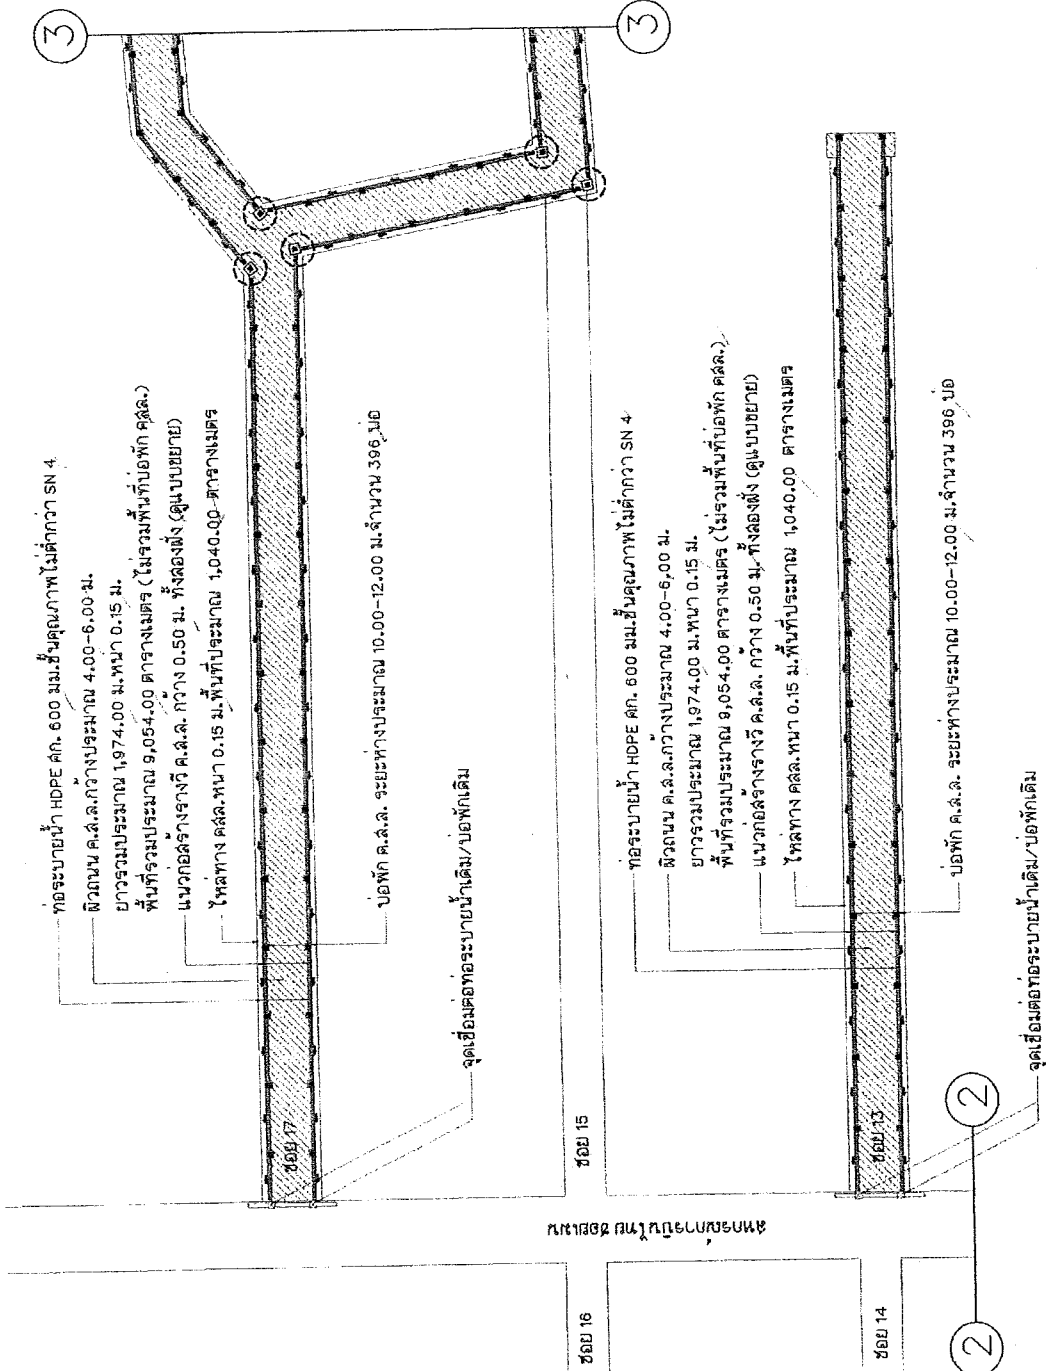 3
3
ท่อระบายน้ำ HDPE ศก. 600 มม.ชั้นคุณภาพไม่ต่ำกว่า SN 4
ผิวถนน ค.ส.ล.กว้างประมาณ 4.00-6.00 ม.
ยาวรวมประมาณ 1,974.00 ม.หนา 0.15 ม.
พื้นที่รวมประมาณ 9,054.00 ตารางเมตร (ไม่รวมพื้นที่บ่อพัก คสล.)
แนวก่อสร้างรางวี ค.ส.ล. กว้าง 0.50 ม. ทั้งสองฝั่ง (ดูแบบขยาย)
ไหล่ทาง คสล.หนา 0.15 ม.พื้นที่ประมาณ 1,040.00 ตารางเมตร
บ่อพัก ค.ส.ล. ระยะห่างประมาณ 10.00-12.00 ม.จำนวน 396 บ่อ
จุดเชื่อมต่อท่อระบายน้ำเดิม/บ่อพักเดิม
ซอย 17
ท่อระบายน้ำ HDPE ศก. 600 มม.ชั้นคุณภาพไม่ต่ำกว่า SN 4
ผิวถนน ค.ส.ล.กว้างประมาณ 4.00-6.00 ม.
ยาวรวมประมาณ 1,974.00 ม.หนา 0.15 ม.
พื้นที่รวมประมาณ 9,054.00 ตารางเมตร (ไม่รวมพื้นที่บ่อพัก คสล.)
แนวก่อสร้างรางวี ค.ส.ล. กว้าง 0.50 ม. ทั้งสองฝั่ง (ดูแบบขยาย)
ไหล่ทาง คสล.หนา 0.15 ม.พื้นที่ประมาณ 1,040.00 ตารางเมตร
บ่อพัก ค.ส.ล. ระยะห่างประมาณ 10.00-12.00 ม.จำนวน 396 บ่อ
จุดเชื่อมต่อท่อระบายน้ำเดิม/บ่อพักเดิม
ซอย 15
ซอย 13
สหกรณ์การบินไทย ซอยเมน
ซอย 16
ซอย 14
2
2